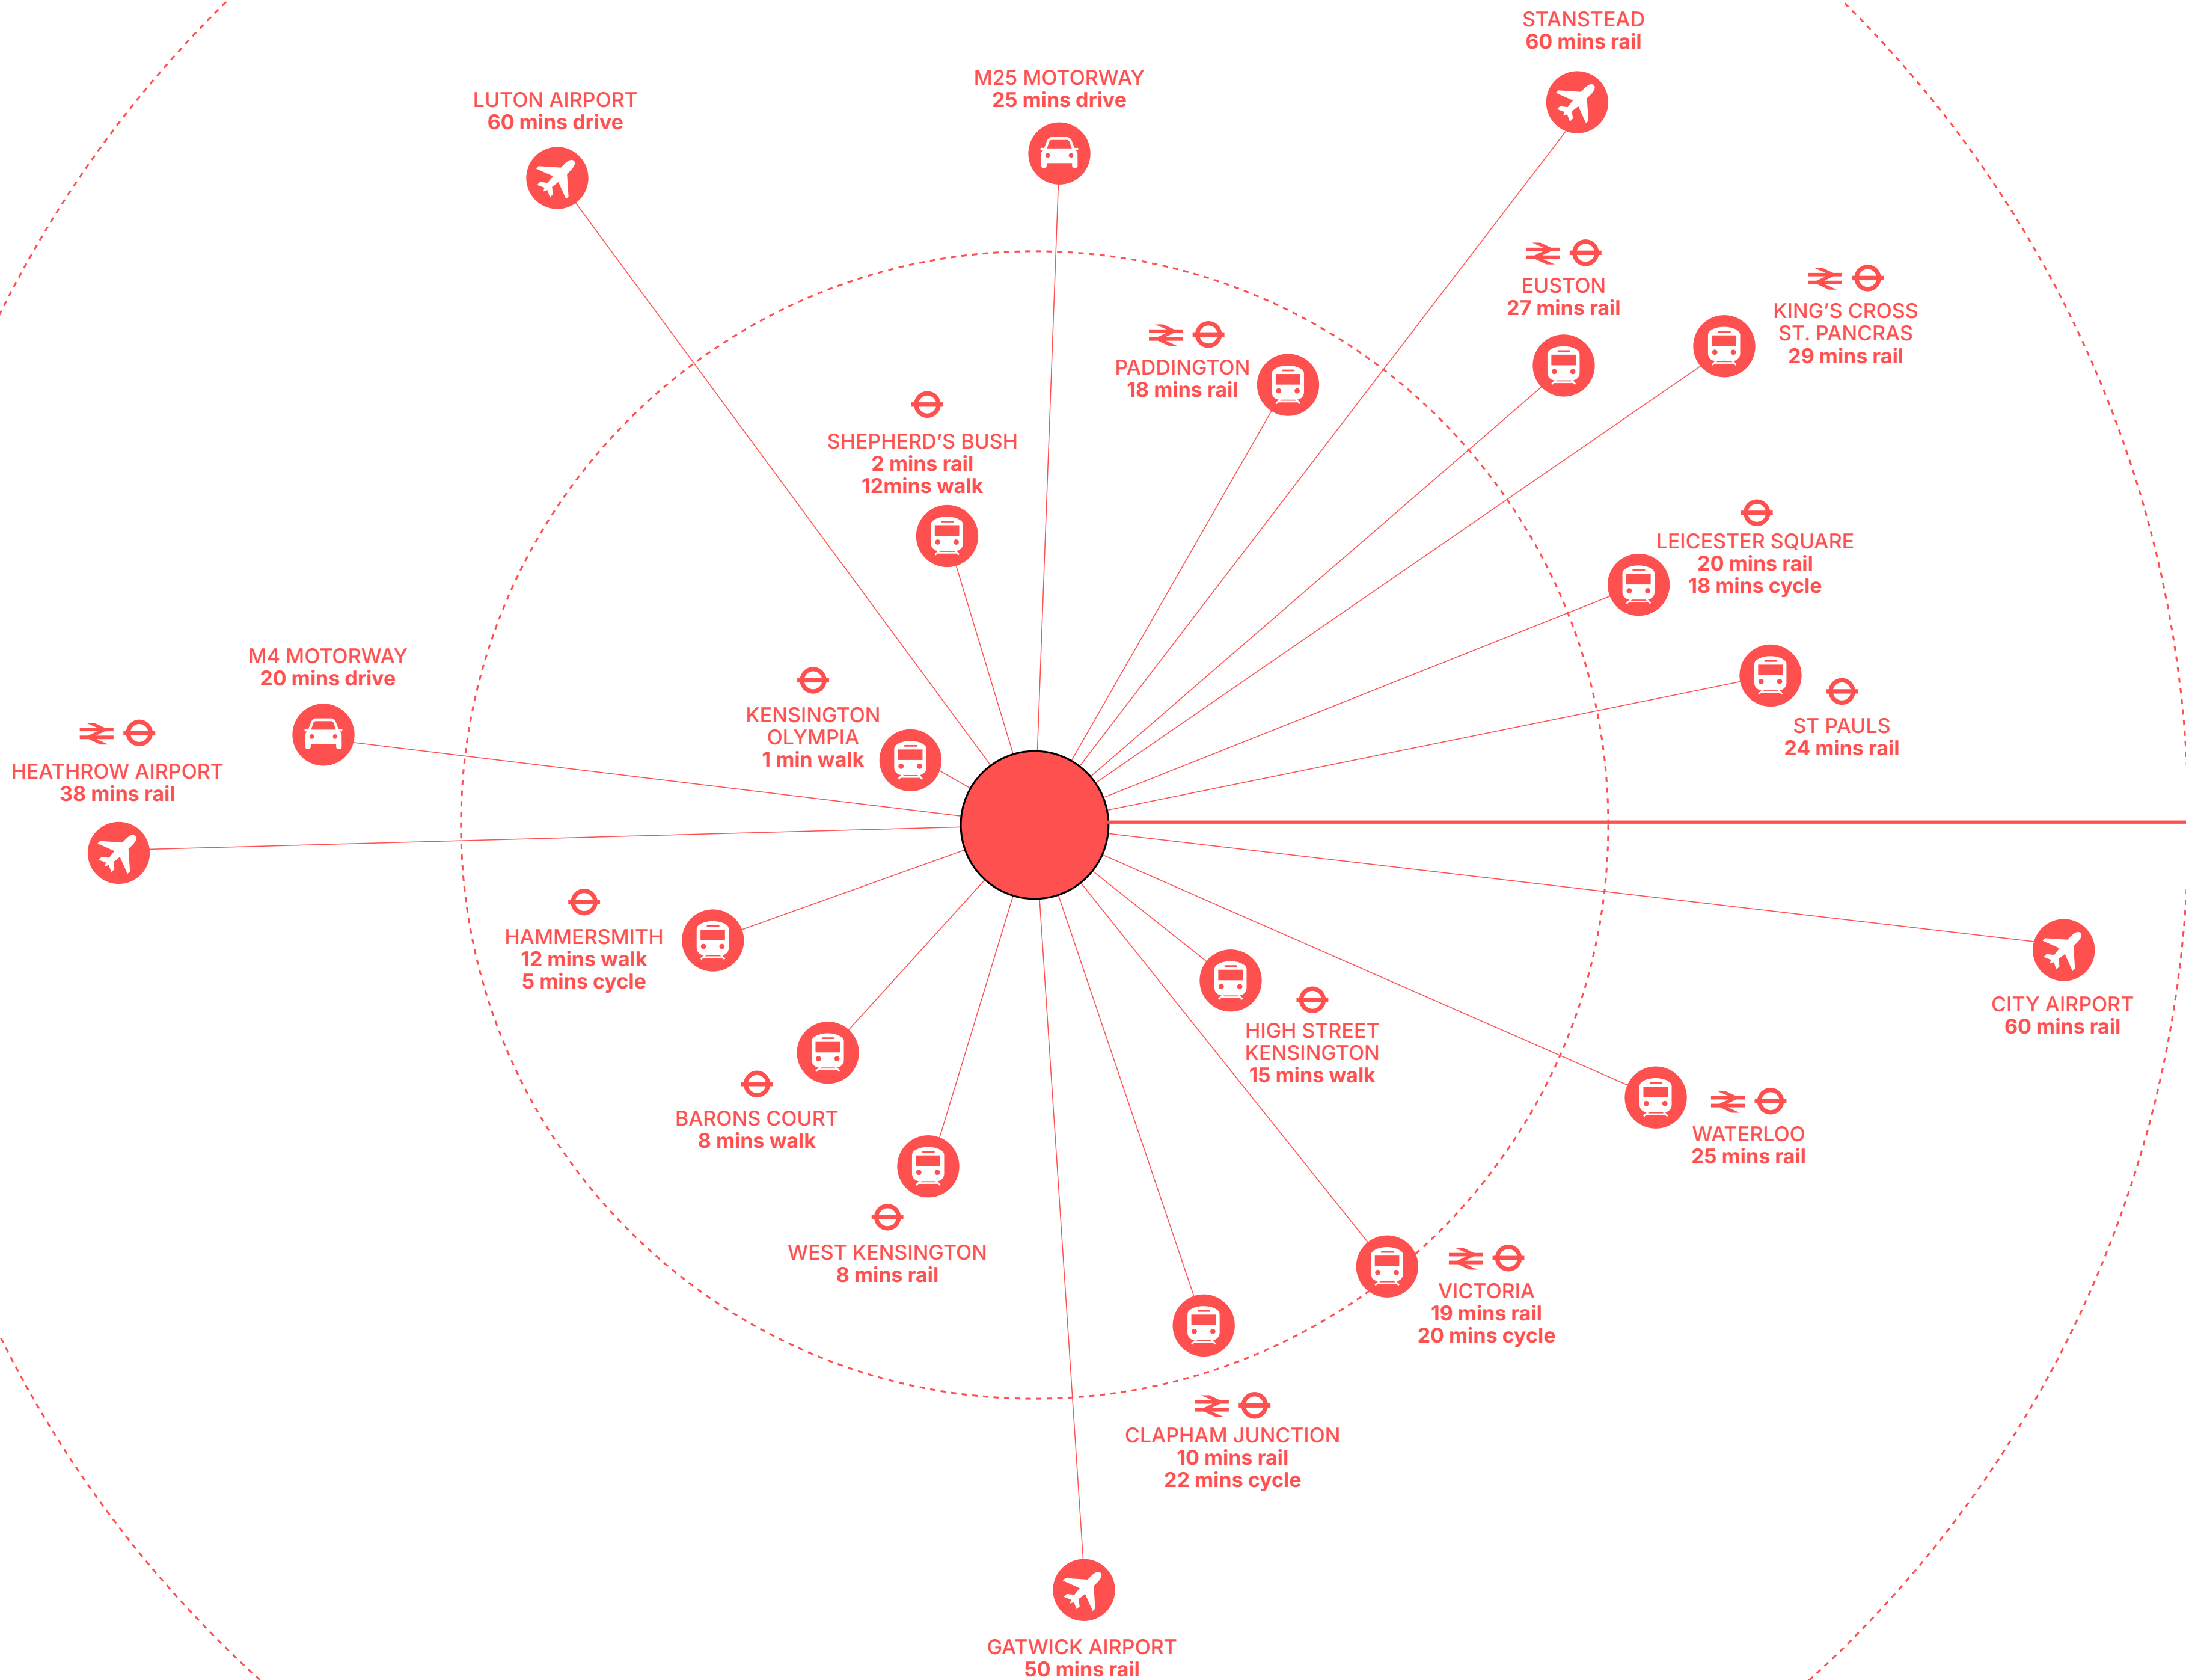 STANSTEAD
60 mins rail
M25 MOTORWAY
25 mins drive
LUTON AIRPORT
60 mins drive
EUSTON
27 mins rail
KING’S CROSS
ST. PANCRAS
29 mins rail
PADDINGTON
18 mins rail
SHEPHERD’S BUSH
2 mins rail
12mins walk
LEICESTER SQUARE
20 mins rail
18 mins cycle
M4 MOTORWAY
20 mins drive
KENSINGTON
OLYMPIA
1 min walk
ST PAULS
24 mins rail
HEATHROW AIRPORT
38 mins rail
HAMMERSMITH
12 mins walk
5 mins cycle
CITY AIRPORT
60 mins rail
HIGH STREET
KENSINGTON
15 mins walk
BARONS COURT
8 mins walk
WATERLOO
25 mins rail
WEST KENSINGTON
8 mins rail
VICTORIA
19 mins rail
20 mins cycle
CLAPHAM JUNCTION
10 mins rail
22 mins cycle
GATWICK AIRPORT
50 mins rail